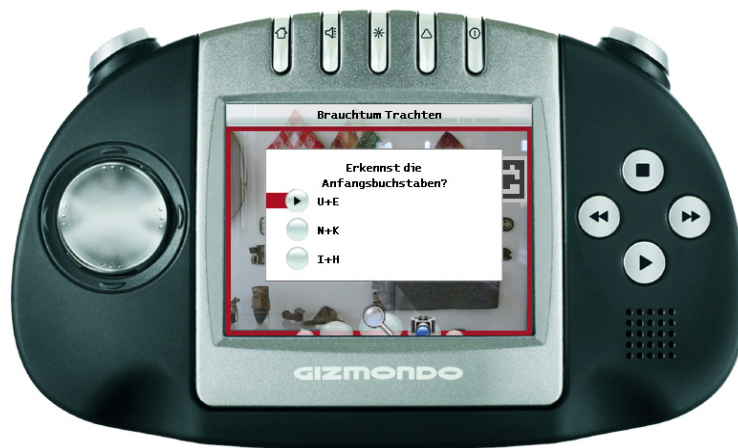 Brauchtum Trachten
Erkennst die
Anfangsbuchstaben?
U+E
N+K
I+H
GIZMONDO